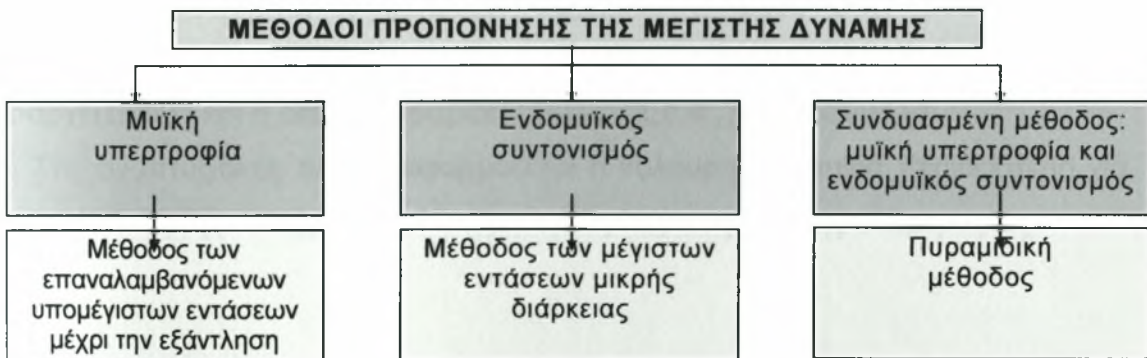 ΜΕΘΟΔΟΙ ΠΡΟΠΟΝΗΣΗΣ ΤΗΣ ΜΕΓΙΣΤΗΣ ΔΥΝΑΜΗΣ
Μυϊκή
υπερτροφία
Ενδομυϊκός
συντονισμός
Συνδυασμένη μέθοδος:
μυϊκή υπερτροφία και
ενδομυϊκός συντονισμός
Μέθοδος των
επαναλαμβανόμενων
υπομέγιστων εντάσεων
μέχρι την εξάντληση
Μέθοδος των μέγιστων
εντάσεων μικρής
διάρκειας
Πυραμιδική
μέθοδος